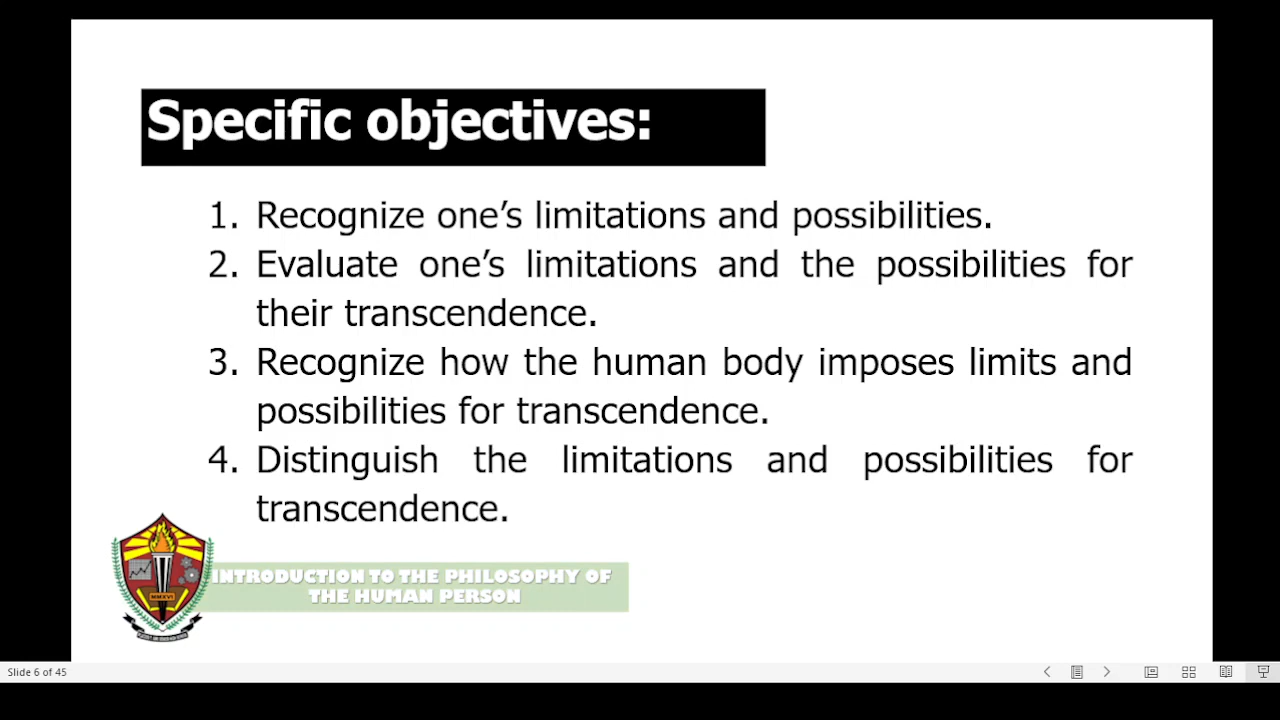 Specific objectives:
1. Recognize one’s limitations and possibilities.
2. Evaluate one’s limitations and the possibilities for
their transcendence.
3. Recognize how the human body imposes limits and
possibilities for transcendence.
4. Distinguish the limitations and possibilities for
transcendence.
INTRODUCTION TO THE PHILOSOPHY OF
THE HUMAN PERSON
MMXVI
Slide 6 of 45